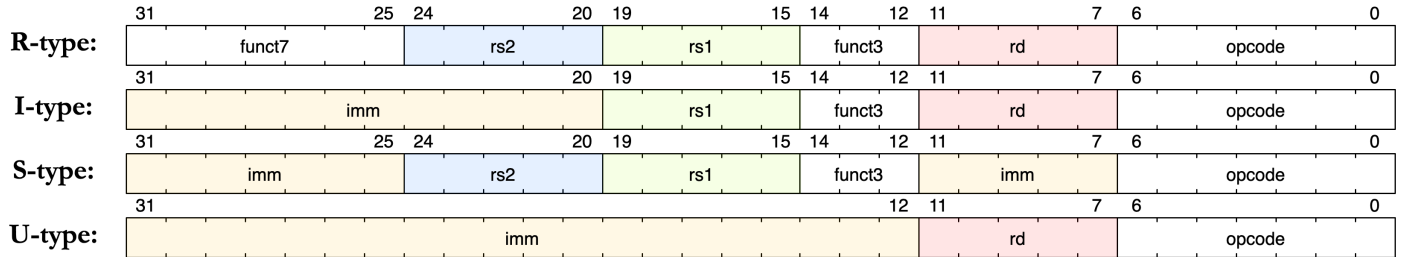 31 25 24 20 19 15 14 12 11 7 6 0
R-type: funct7 rs2 rs1 funct3 rd opcode
31 20 19 15 14 12 11 7 6 0
I-type: imm rs1 funct3 rd opcode
31 25 24 20 19 15 14 12 11 7 6 0
S-type: imm rs2 rs1 funct3 imm opcode
31 12 11 7 6 0
U-type: imm rd opcode